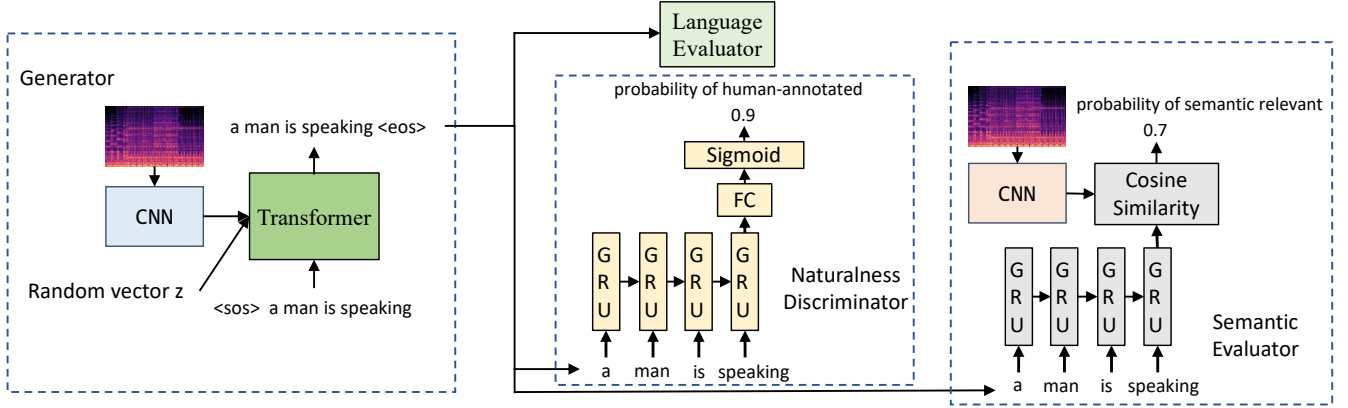 Generator
a man is speaking <eos>
CNN
Transformer
Random vector z
<sos> a man is speaking
Language
Evaluator
probability of human-annotated
0.9
Sigmoid
FC
G
R
U
G
R
U
G
R
U
G
R
U
Naturalness
Discriminator
a man is speaking
probability of semantic relevant
0.7
CNN
Cosine
Similarity
G
R
U
G
R
U
G
R
U
G
R
U
Semantic
Evaluator
a man is speaking